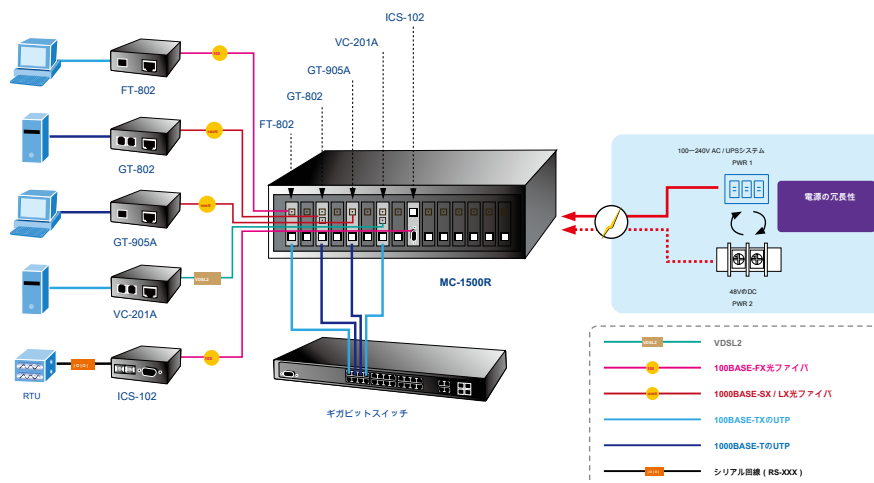 ICS-102
VC-201A
GT-905A
GT-802
FT-802
FT-802
GT-802
GT-905A
VC-201A
VDSL2
RTU
ICS-102
MC-1500R
ギガビットスイッチ
100—240V AC / UPSシステム
PWR 1
電源の冗長性
48VのDC
PWR 2
VDSL2
VDSL2
100BASE-FX光ファイバ
1000BASE-SX / LX光ファイバ
100BASE-TXのUTP
1000BASE-TのUTP
シリアル回線 ( RS-XXX )